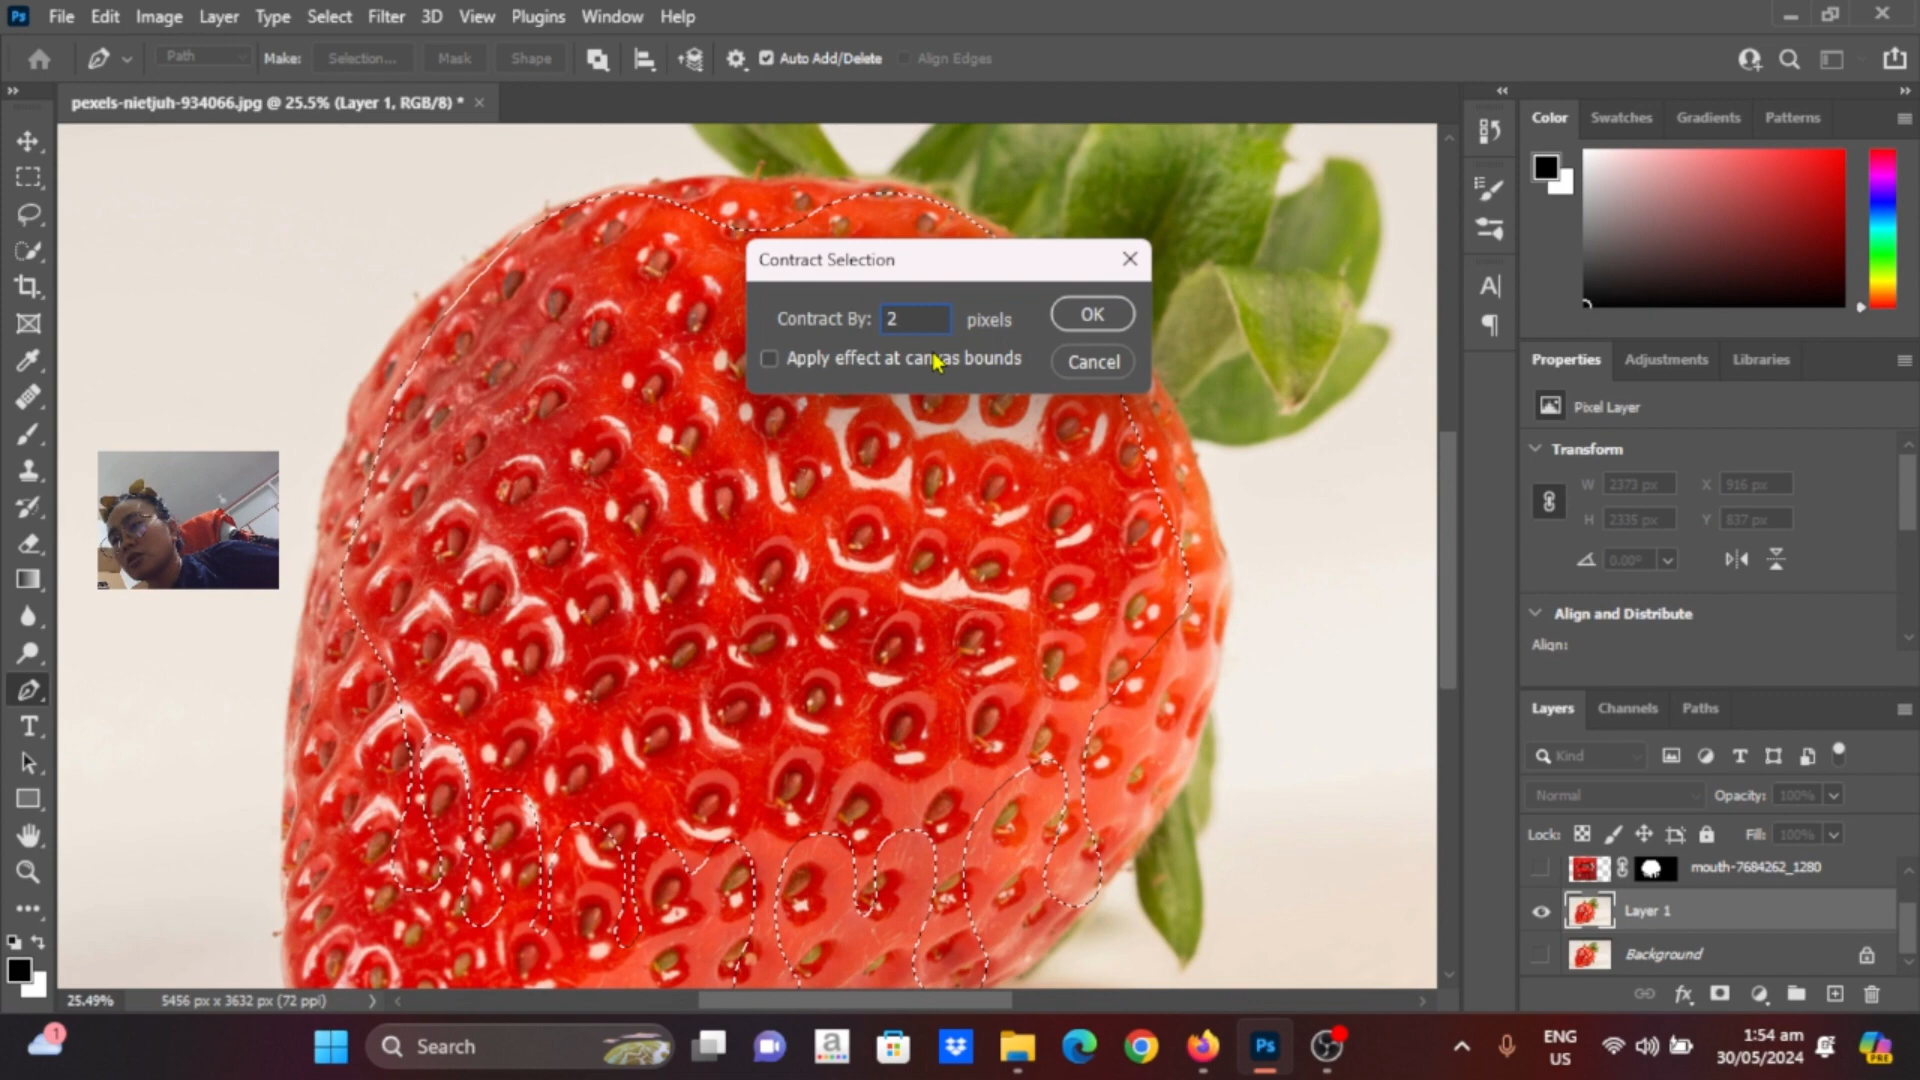 Ps File Edit Image Layer Type Select Filter 3D View Plugins Window Help
Path Make: Selection... Mask Shape Auto Add/Delete Align Edges
pexels-nietjuh-934066.jpg @ 25.5% (Layer 1, RGB/8) *
Color Swatches Gradients Patterns
Contract Selection
Contract By: 2 pixels OK
Apply effect at canvas bounds Cancel
Properties Adjustments Libraries
Pixel Layer
Transform
W 2373 px X 916 px
H 2335 px Y 837 px
0.00°
Align and Distribute
Align:
Layers Channels Paths
Kind
Normal Opacity: 100%
Lock: Fill: 100%
mouth-7684262_1280
Layer 1
Background
25.49% 5456 px x 3632 px (72 ppi)
1 Search a Ps ENG US 1:54 am 30/05/2024 PRE